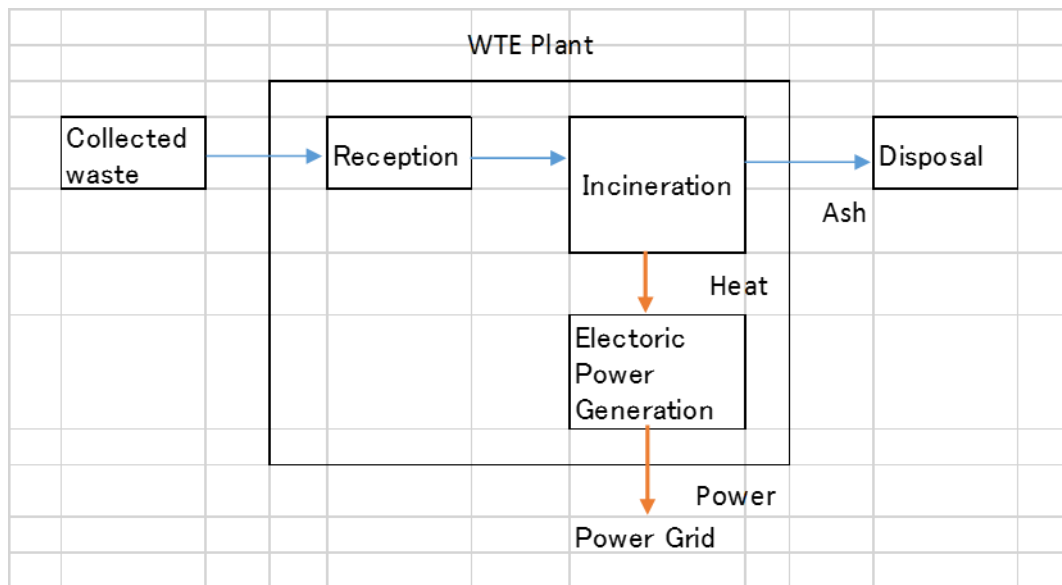 WTE Plant
Collected
waste
Reception
Incineration
Disposal
Ash
Heat
Electoric
Power
Generation
Power
Power Grid